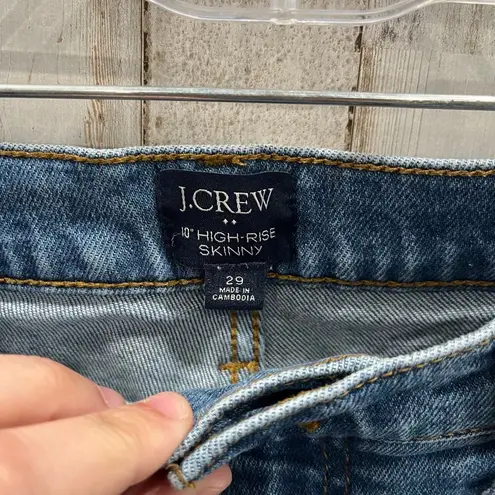 J.CREW
10" HIGH-RISE
SKINNY
29
MADE IN
CAMBODIA